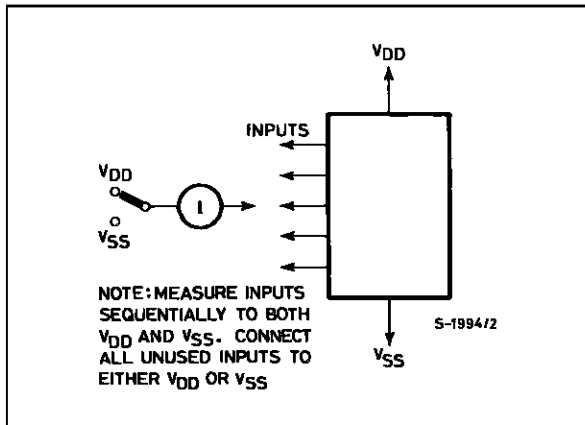 VDD
INPUTS
VDD
I
VSS
NOTE: MEASURE INPUTS
SEQUENTIALLY TO BOTH
VDD AND VSS. CONNECT
ALL UNUSED INPUTS TO
EITHER VDD OR VSS
S-1994/2
VSS